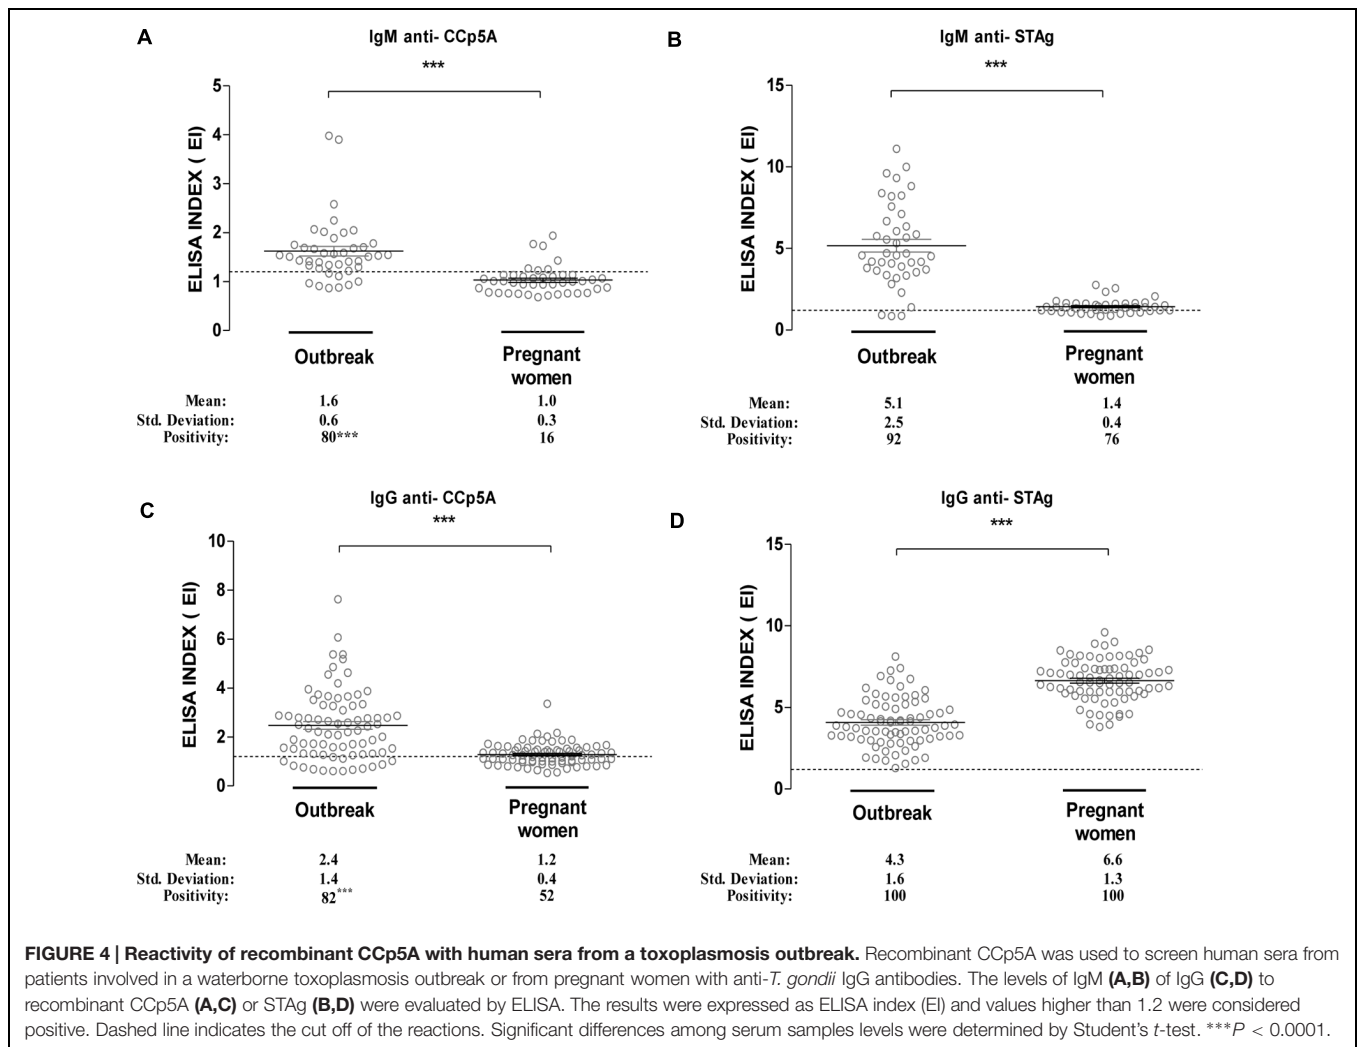 A
IgM anti- CCp5A
***
ELISA INDEX ( EI)
5
4
3
2
1
0
Outbreak
Pregnant
women
Mean: 1.6 1.0
Std. Deviation: 0.6 0.3
Positivity: 80*** 16
B
IgM anti- STAg
***
ELISA INDEX ( EI)
15
10
5
0
Outbreak
Pregnant
women
Mean: 5.1 1.4
Std. Deviation: 2.5 0.4
Positivity: 92 76
C
IgG anti- CCp5A
***
ELISA INDEX ( EI)
10
8
6
4
2
0
Outbreak
Pregnant
women
Mean: 2.4 1.2
Std. Deviation: 1.4 0.4
Positivity: 82*** 52
D
IgG anti- STAg
***
ELISA INDEX ( EI)
15
10
5
0
Outbreak
Pregnant
women
Mean: 4.3 6.6
Std. Deviation: 1.6 1.3
Positivity: 100 100
FIGURE 4 | Reactivity of recombinant CCp5A with human sera from a toxoplasmosis outbreak. Recombinant CCp5A was used to screen human sera from
patients involved in a waterborne toxoplasmosis outbreak or from pregnant women with anti-T. gondii IgG antibodies. The levels of IgM (A,B) of IgG (C,D) to
recombinant CCp5A (A,C) or STAg (B,D) were evaluated by ELISA. The results were expressed as ELISA index (EI) and values higher than 1.2 were considered
positive. Dashed line indicates the cut off of the reactions. Significant differences among serum samples levels were determined by Student's t-test. ***P < 0.0001.